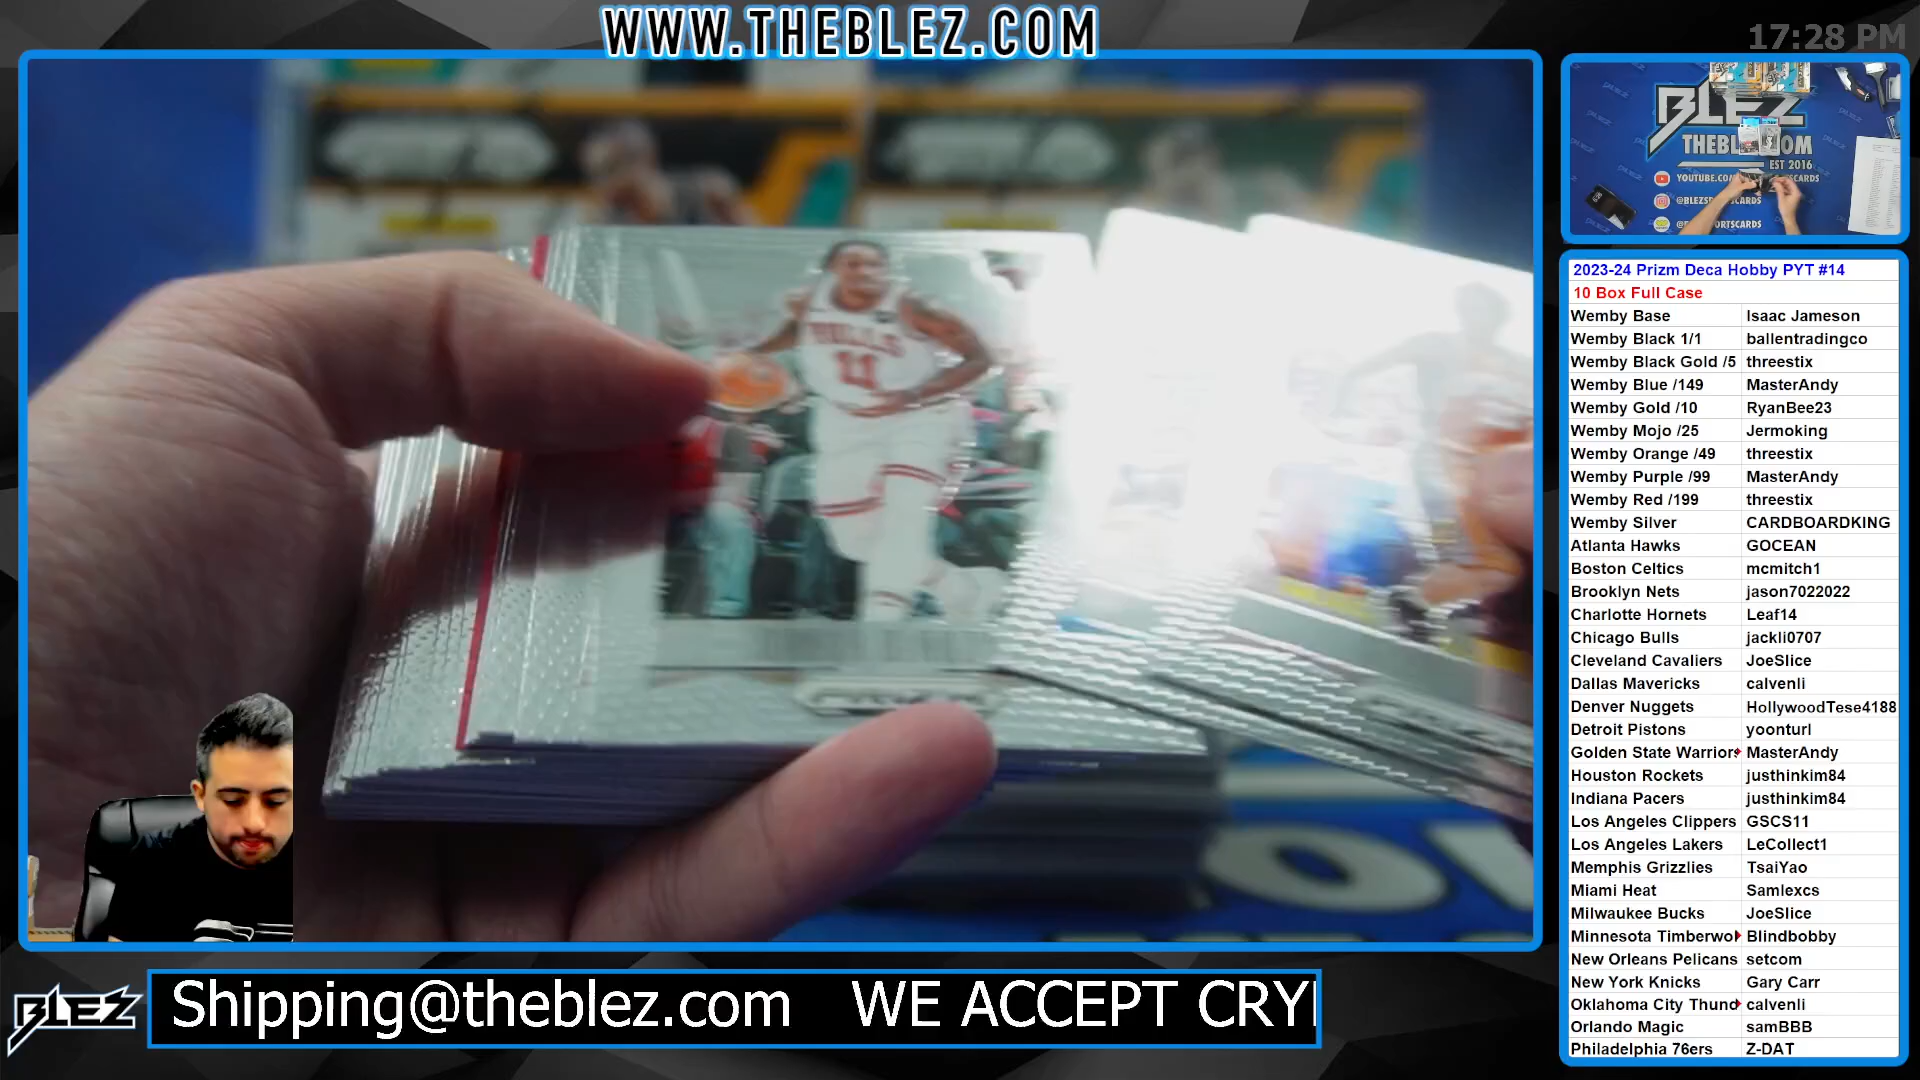 WWW.THEBLEZ.COM
17:28 PM
BLEZ
EST 2016
@BLEZSPORTSCARDS
2023-24 Prizm Deca Hobby PYT #14
10 Box Full Case
Wemby Base Isaac Jameson
Wemby Black 1/1 ballentradingco
Wemby Black Gold /5 threestix
Wemby Blue /149 MasterAndy
Wemby Gold /10 RyanBee23
Wemby Mojo /25 Jermoking
Wemby Orange /49 threestix
Wemby Purple /99 MasterAndy
Wemby Red /199 threestix
Wemby Silver CARDBOARDKING
Atlanta Hawks GOCEAN
Boston Celtics mcmitch1
Brooklyn Nets jason7022022
Charlotte Hornets Leaf14
Chicago Bulls jackli0707
Cleveland Cavaliers JoeSlice
Dallas Mavericks calvenli
Denver Nuggets HollywoodTese4188
Detroit Pistons yoonturl
Golden State Warriors MasterAndy
Houston Rockets justhinkim84
Indiana Pacers justhinkim84
Los Angeles Clippers GSCS11
Los Angeles Lakers LeCollect1
Memphis Grizzlies TsaiYao
Miami Heat Samlexcs
Milwaukee Bucks JoeSlice
Minnesota Timberwol Blindbobby
New Orleans Pelicans setcom
New York Knicks Gary Carr
Oklahoma City Thund calvenli
Orlando Magic samBBB
Philadelphia 76ers Z-DAT
BULLS
11
BLEZ
Shipping@theblez.com WE ACCEPT CRY